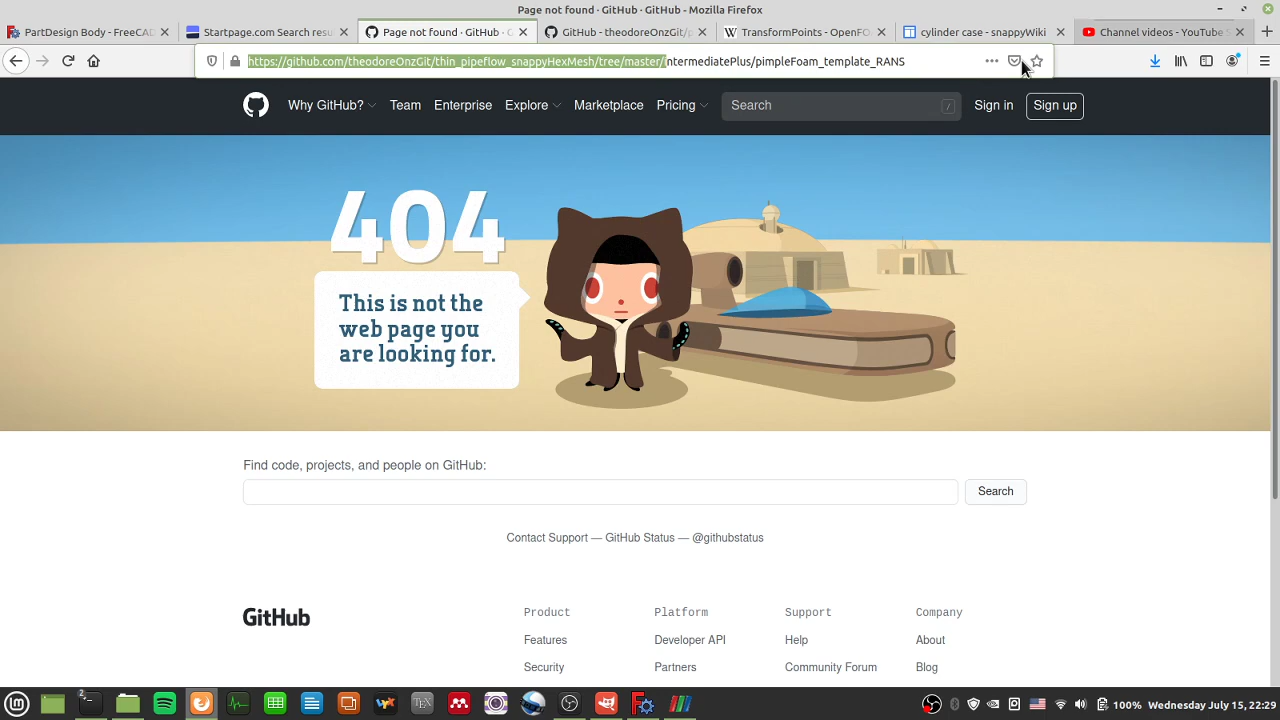 Page not found · GitHub · GitHub - Mozilla Firefox
PartDesign Body - FreeCAD
Startpage.com Search resu
Page not found · GitHub · G
GitHub - theodoreOnzGit/p
TransformPoints - OpenFO
cylinder case - snappyWiki
Channel videos - YouTube S
https://github.com/theodoreOnzGit/thin_pipeflow_snappyHexMesh/tree/master/intermediatePlus/pimpleFoam_template_RANS
Why GitHub?
Team
Enterprise
Explore
Marketplace
Pricing
Search
/
Sign in
Sign up
404
This is not the
web page you
are looking for.
Find code, projects, and people on GitHub:
Search
Contact Support — GitHub Status — @githubstatus
GitHub
Product
Platform
Support
Company
Features
Developer API
Help
About
Security
Partners
Community Forum
Blog
2
TEX
100%
Wednesday July 15, 22:29